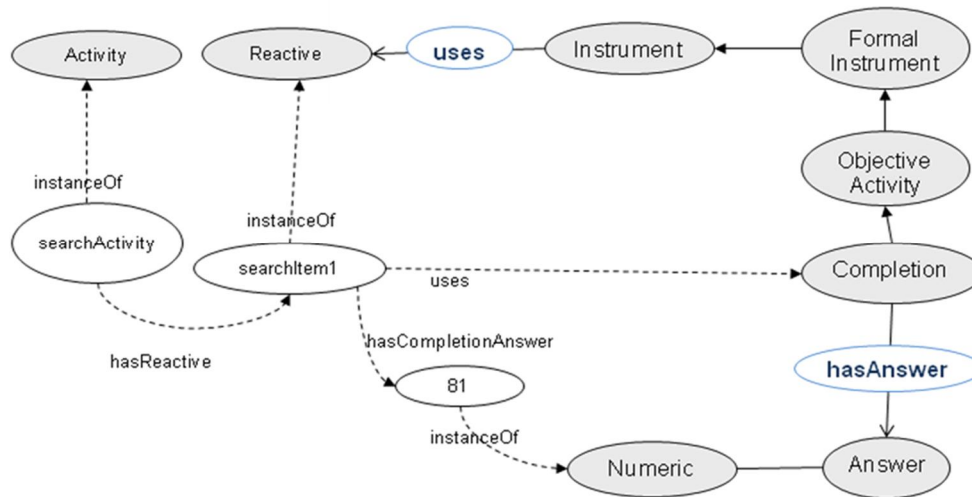 Activity
Reactive
uses
Instrument
Formal
Instrument
Objective
Activity
instanceOf
searchActivity
instanceOf
searchItem1
uses
Completion
hasReactive
hasCompletionAnswer
81
hasAnswer
instanceOf
Numeric
Answer